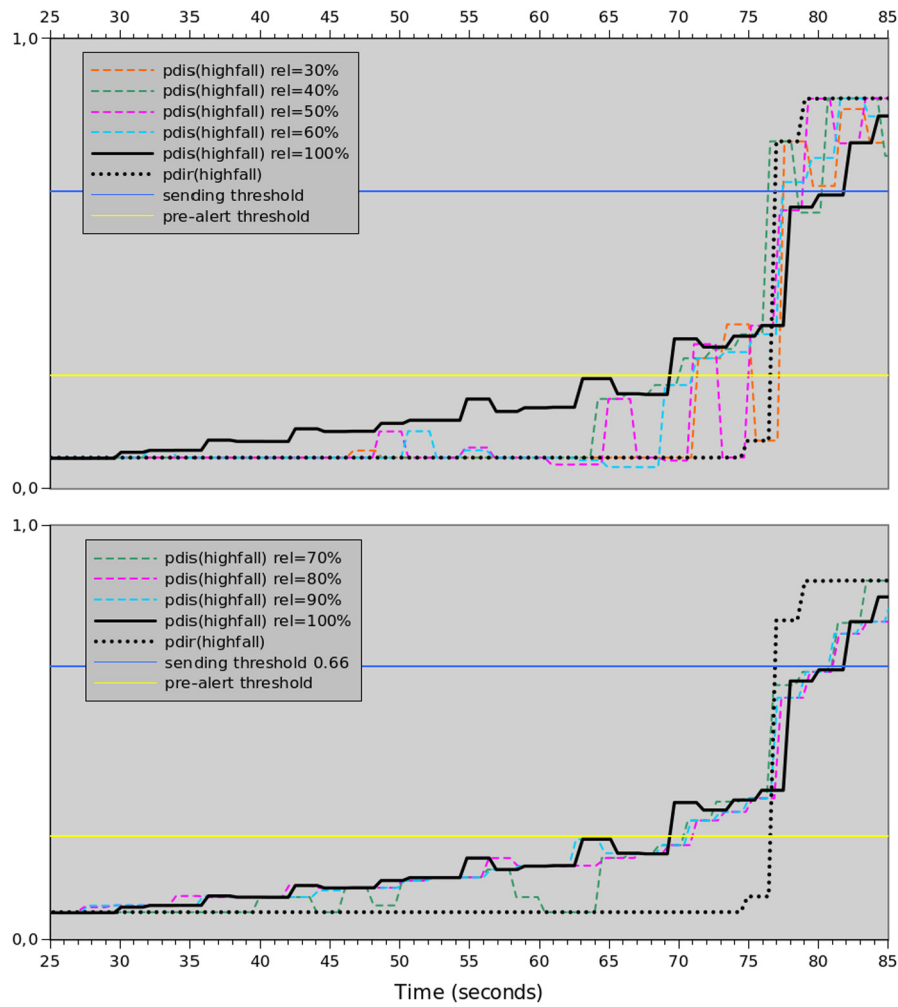 25 30 35 40 45 50 55 60 65 70 75 80 85
1,0
pdis(highfall) rel=30%
pdis(highfall) rel=40%
pdis(highfall) rel=50%
pdis(highfall) rel=60%
pdis(highfall) rel=100%
pdir(highfall)
sending threshold
pre-alert threshold
0,0
1,0
pdis(highfall) rel=70%
pdis(highfall) rel=80%
pdis(highfall) rel=90%
pdis(highfall) rel=100%
pdir(highfall)
sending threshold 0.66
pre-alert threshold
0,0
25 30 35 40 45 50 55 60 65 70 75 80 85
Time (seconds)